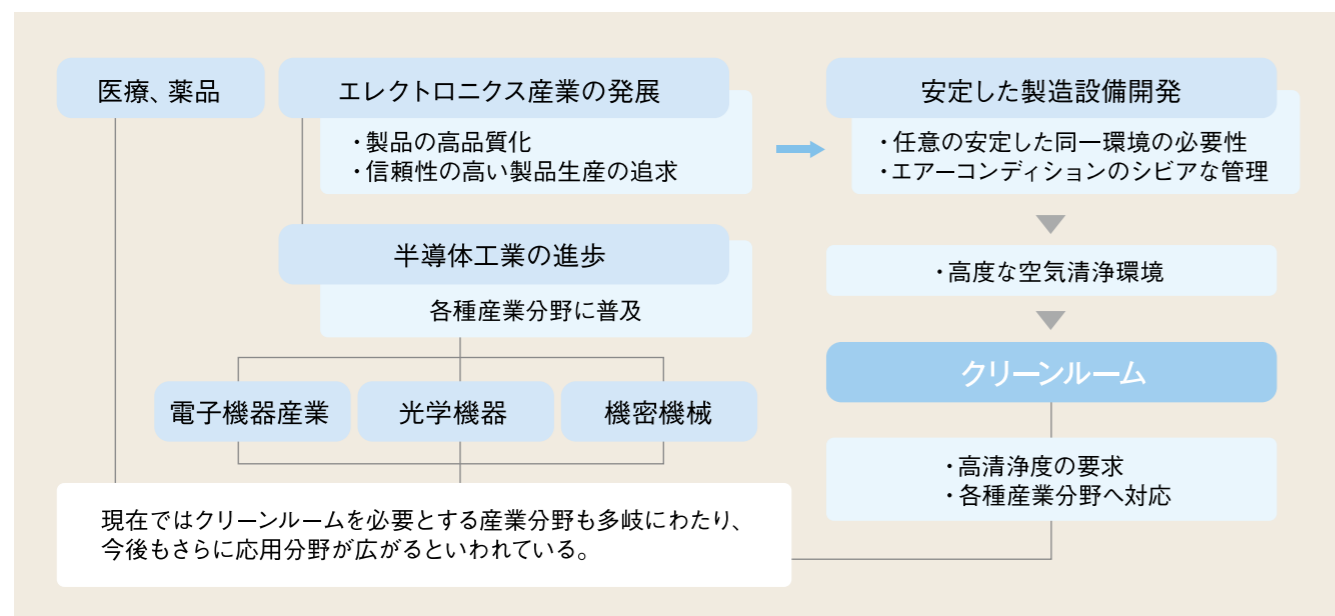 医療、薬品
エレクトロニクス産業の発展
・製品の高品質化
・信頼性の高い製品生産の追求
安定した製造設備開発
・任意の安定した同一環境の必要性
・エアーコンディションのシビアな管理
半導体工業の進歩
各種産業分野に普及
・高度な空気清浄環境
クリーンルーム
電子機器産業
光学機器
機密機械
・高清浄度の要求
・各種産業分野へ対応
現在ではクリーンルームを必要とする産業分野も多岐にわたり、
今後もさらに応用分野が広がるといわれている。